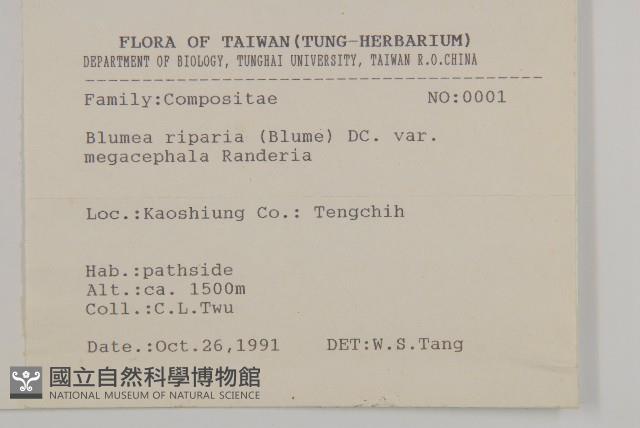 FLORA OF TAIWAN(TUNG-HERBARIUM)
DEPARTMENT OF BIOLOGY, TUNGHAI UNIVERSITY, TAIWAN R.O.CHINA
Family:Compositae NO:0001
Blumea riparia (Blume) DC. var.
megacephala Randeria
Loc.:Kaoshiung Co.: Tengchih
Hab.:pathside
Alt.:ca. 1500m
Coll.:C.L.Twu
Date.:Oct.26,1991 DET:W.S.Tang
國立自然科學博物館
NATIONAL MUSEUM OF NATURAL SCIENCE